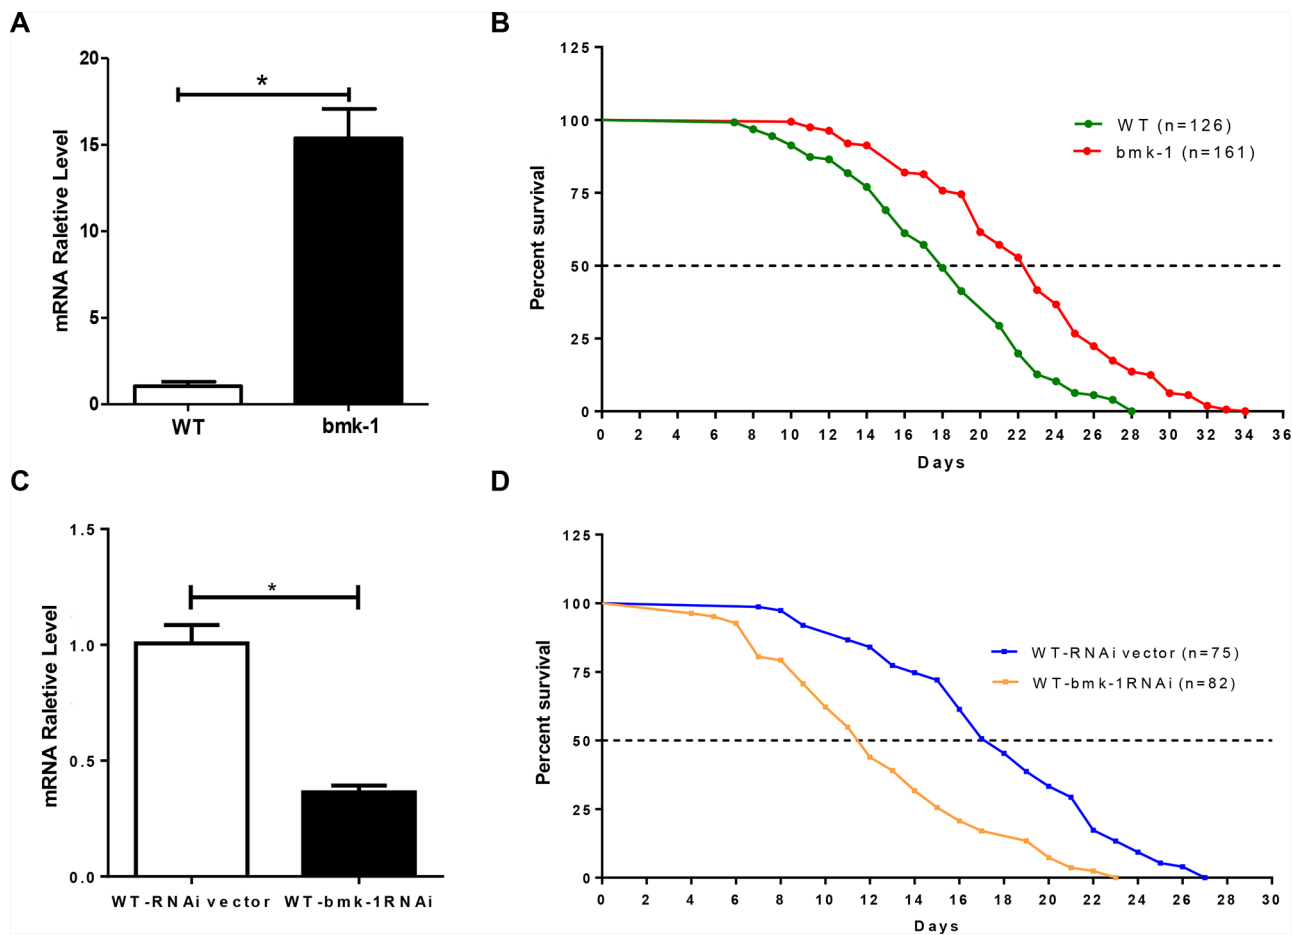 A
20
15
10
5
0
mRNA Raletive Level
*
WT
bmk-1
B
125
100
75
50
25
0
Percent survival
WT (n=126)
bmk-1 (n=161)
0 2 4 6 8 10 12 14 16 18 20 22 24 26 28 30 32 34 36
Days
C
1.5
1.0
0.5
0.0
mRNA Raletive Level
*
WT-RNAi vector
WT-bmk-1RNAi
D
125
100
75
50
25
0
Percent survival
WT-RNAi vector (n=75)
WT-bmk-1RNAi (n=82)
0 2 4 6 8 10 12 14 16 18 20 22 24 26 28 30
Days